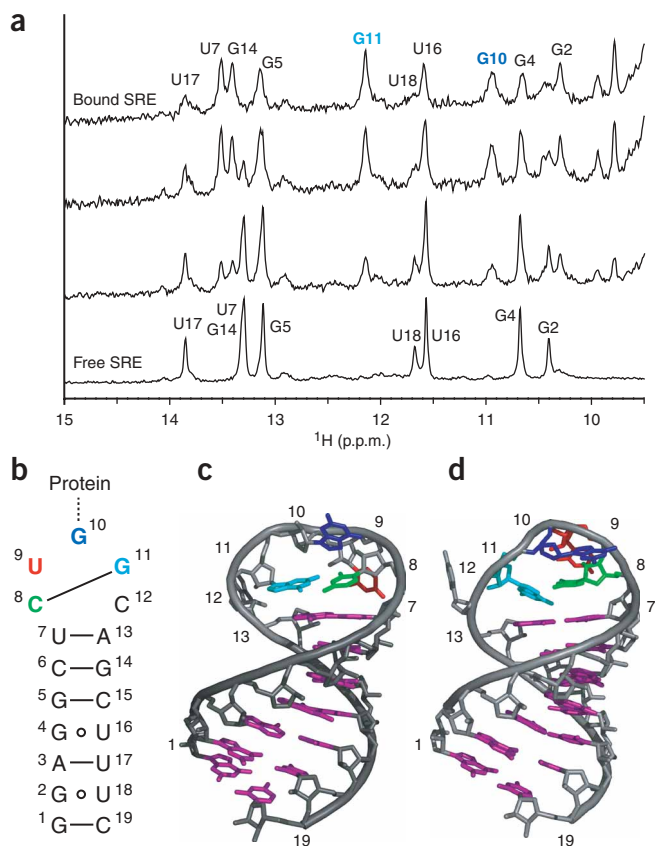 a
U7
G14
G5
G11
U16
G10
G4
G2
U17
U18
Bound SRE
U7
G14
U17
G5
U18
U16
G4
G2
Free SRE
15 14 13 12 11 10
¹H (p.p.m.)
b
Protein
10
G
9
U
G 11
8
C
C 12
7 U A 13
6 C G 14
5 G C 15
4 G U 16
3 A U 17
2 G U 18
1 G C 19
c
10
9
11
8
12
7
13
1
19
d
10
9
11
8
12
7
13
1
19